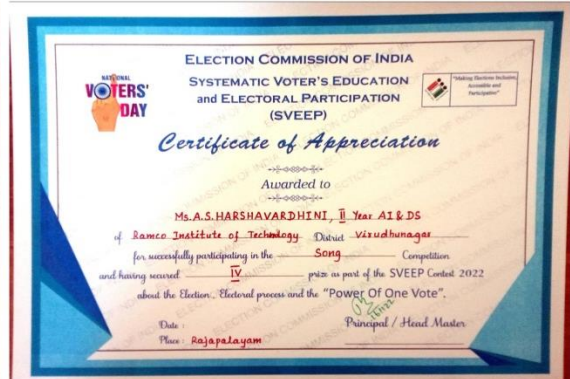 ELECTION COMMISSION OF INDIA
SYSTEMATIC VOTER'S EDUCATION
and ELECTORAL PARTICIPATION
(SVEEP)
NATIONAL
VOTERS'
DAY
"Making Elections Inclusive,
Accessible and
Participative"
Certificate of Appreciation
Awarded to
Ms.A.S.HARSHAVARDHINI, II Year AI & DS
of Ramco Institute of Technology District Virudhunagar
for successfully participating in the Song Competition
and having secured IV prize as part of the SVEEP Contest 2022
about the Election, Electoral process and the "Power Of One Vote".
Date :
Principal / Head Master
Place : Rajapalayam